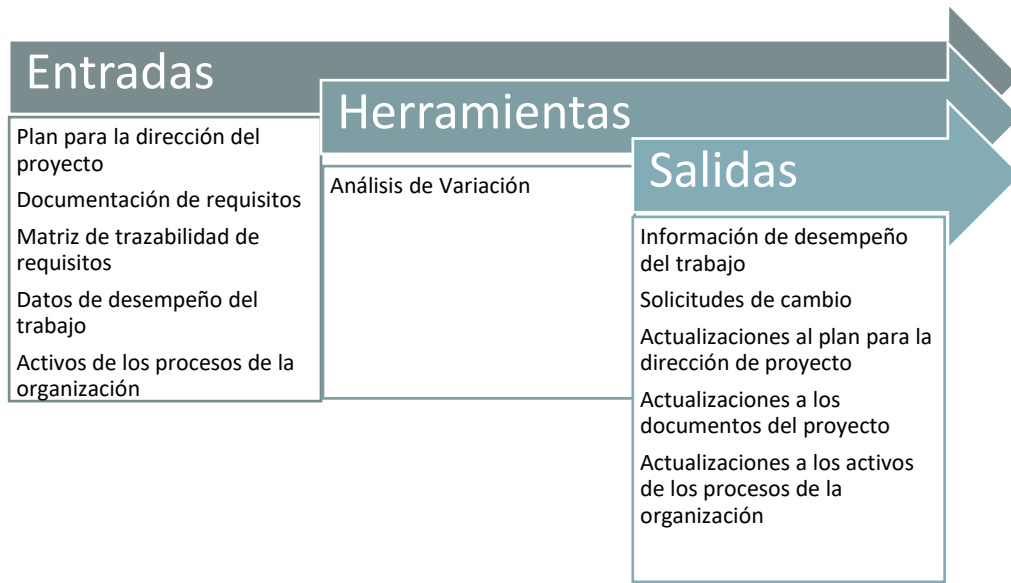 Entradas
Plan para la dirección del
proyecto
Documentación de requisitos
Matriz de trazabilidad de
requisitos
Datos de desempeño del
trabajo
Activos de los procesos de la
organización
Herramientas
Análisis de Variación
Salidas
Información de desempeño
del trabajo
Solicitudes de cambio
Actualizaciones al plan para la
dirección de proyecto
Actualizaciones a los
documentos del proyecto
Actualizaciones a los activos
de los procesos de la
organización